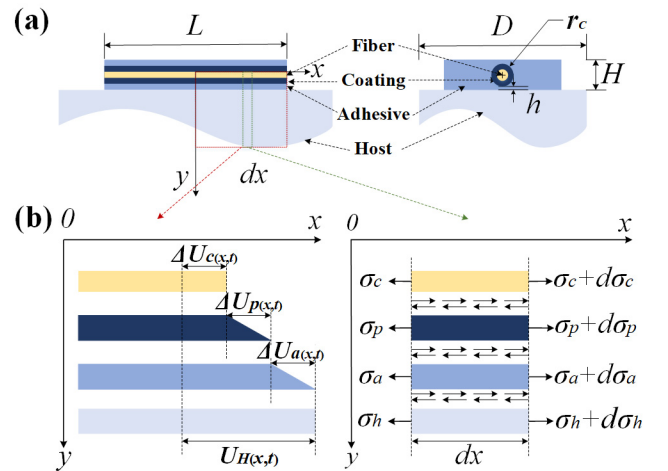 (a)
L
D
r_c
Fiber
x
Coating
H
Adhesive
h
Host
y
dx
(b)
0
x
0
x
ΔU_c(x,t)
σ_c
σ_c+dσ_c
ΔU_p(x,t)
σ_p
σ_p+dσ_p
ΔU_a(x,t)
σ_a
σ_a+dσ_a
σ_h
σ_h+dσ_h
U_H(x,t)
dx
y
y